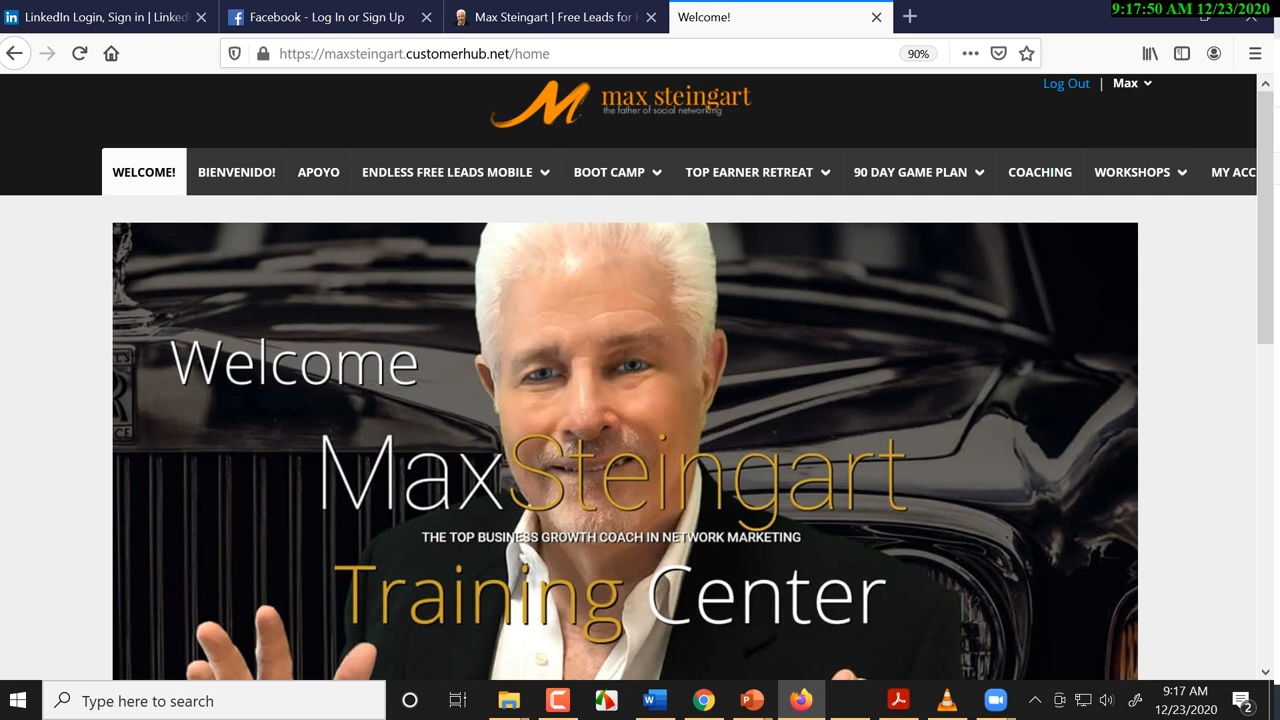 LinkedIn Login, Sign in | Linked
Facebook - Log In or Sign Up
Max Steingart | Free Leads for
Welcome!
9:17:50 AM 12/23/2020
https://maxsteingart.customerhub.net/home
90%
max steingart
the father of social networking
Log Out | Max
WELCOME!
BIENVENIDO!
APOYO
ENDLESS FREE LEADS MOBILE
BOOT CAMP
TOP EARNER RETREAT
90 DAY GAME PLAN
COACHING
WORKSHOPS
MY ACC
Welcome
MaxSteingart
THE TOP BUSINESS GROWTH COACH IN NETWORK MARKETING
Training Center
Type here to search
9:17 AM
12/23/2020
2